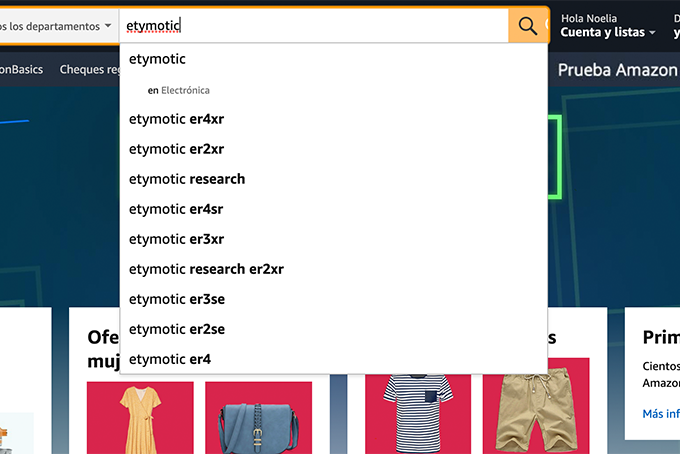 os los departamentos
etymotic
Hola Noelia
Cuenta y listas
D
y
onBasics
Cheques reg
Prueba Amazon
etymotic
en Electrónica
etymotic er4xr
etymotic er2xr
etymotic research
etymotic er4sr
etymotic er3xr
etymotic research er2xr
etymotic er3se
etymotic er2se
etymotic er4
Ofe
muj
s
Prim
Cientos
Amazon
Más inf